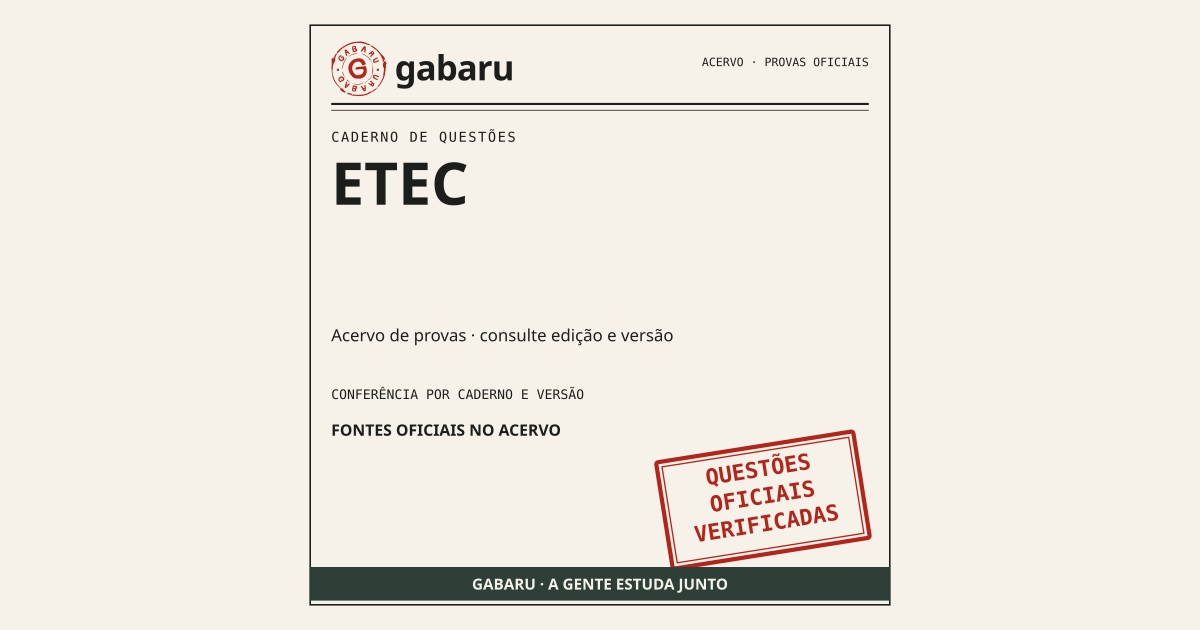 GABARU · GABARU ·
G
gabaru
ACERVO · PROVAS OFICIAIS
CADERNO DE QUESTÕES
ETEC
Acervo de provas · consulte edição e versão
CONFERÊNCIA POR CADERNO E VERSÃO
FONTES OFICIAIS NO ACERVO
QUESTÕES
OFICIAIS
VERIFICADAS
GABARU · A GENTE ESTUDA JUNTO